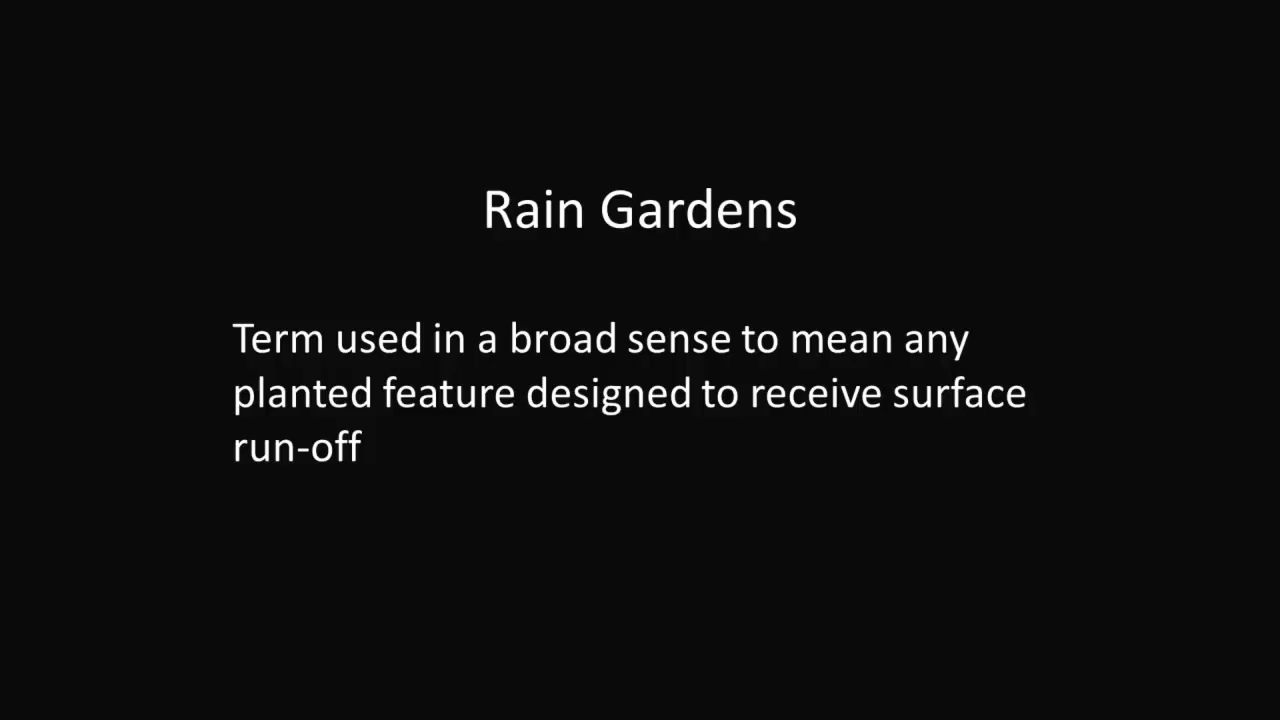 Rain Gardens
Term used in a broad sense to mean any
planted feature designed to receive surface
run-off